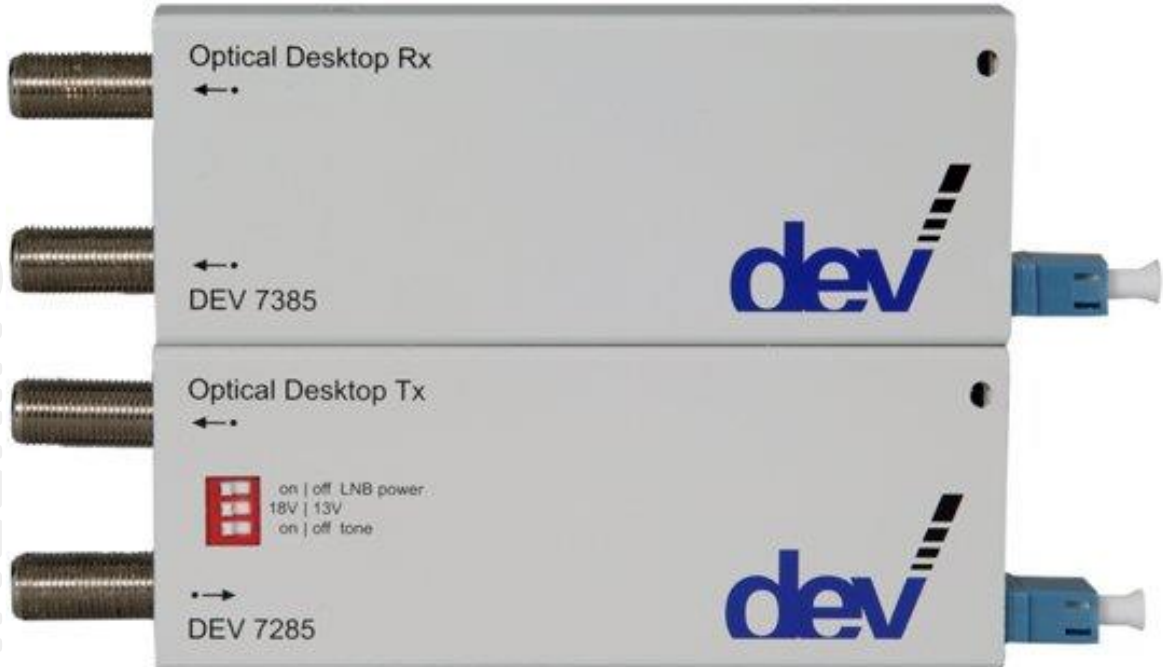 Optical Desktop Rx
dev
DEV 7385
Optical Desktop Tx
on | off LNB power
18V | 13V
on | off tone
dev
DEV 7285